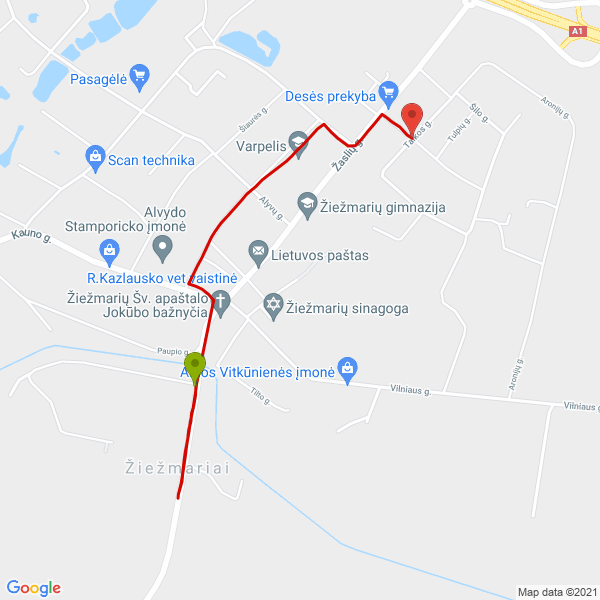 A1
Pasagėlė
Desės prekyba
Šiaurės g.
Aronijų g.
Šilo g.
Tulpių g.
Taikos g.
Varpelis
Žaslių g.
Scan technika
Alyvų g.
Žiežmarių gimnazija
Alvydo
Stamporicko įmonė
Kauno g.
Lietuvos paštas
R.Kazlausko vet vaistinė
Žiežmarių Šv. apaštalo
Jokūbo bažnyčia
Žiežmarių sinagoga
Paupio g.
Vitkūnienės įmonė
Tilto g.
Vilniaus g.
Aronijų g.
Vilniaus g.
Žiežmariai
Google
Map data ©2021